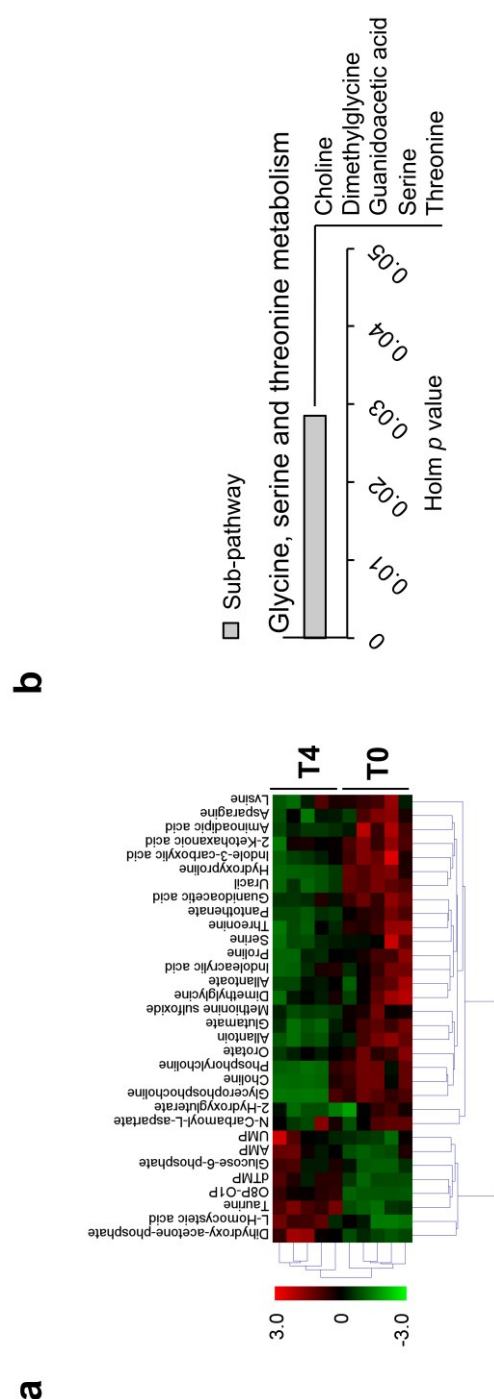 a
3.0
0
-3.0
Dihydroxy-acetone-phosphate
L-Homocysteic acid
Taurine
O8P-O1P
dTMP
Glucose-6-phosphate
AMP
UMP
N-Carbamoyl-L-aspartate
2-Hydroxygluterate
Glycerophosphocholine
Choline
Phosphorylcholine
Orotate
Allantoin
Glutamate
Methionine sulfoxide
Dimethylglycine
Allantoate
Indoleacrylic acid
Proline
Serine
Threonine
Pantothenate
Guanidoacetic acid
Uracil
Hydroxyproline
Indole-3-carboxylic acid
2-Ketohaxanoic acid
Aminoadipic acid
Asparagine
Lysine
T4
T0
b
Sub-pathway
Glycine, serine and threonine metabolism
Choline
Dimethylglycine
Guanidoacetic acid
Serine
Threonine
0
0.01
0.02
0.03
0.04
0.05
Holm p value